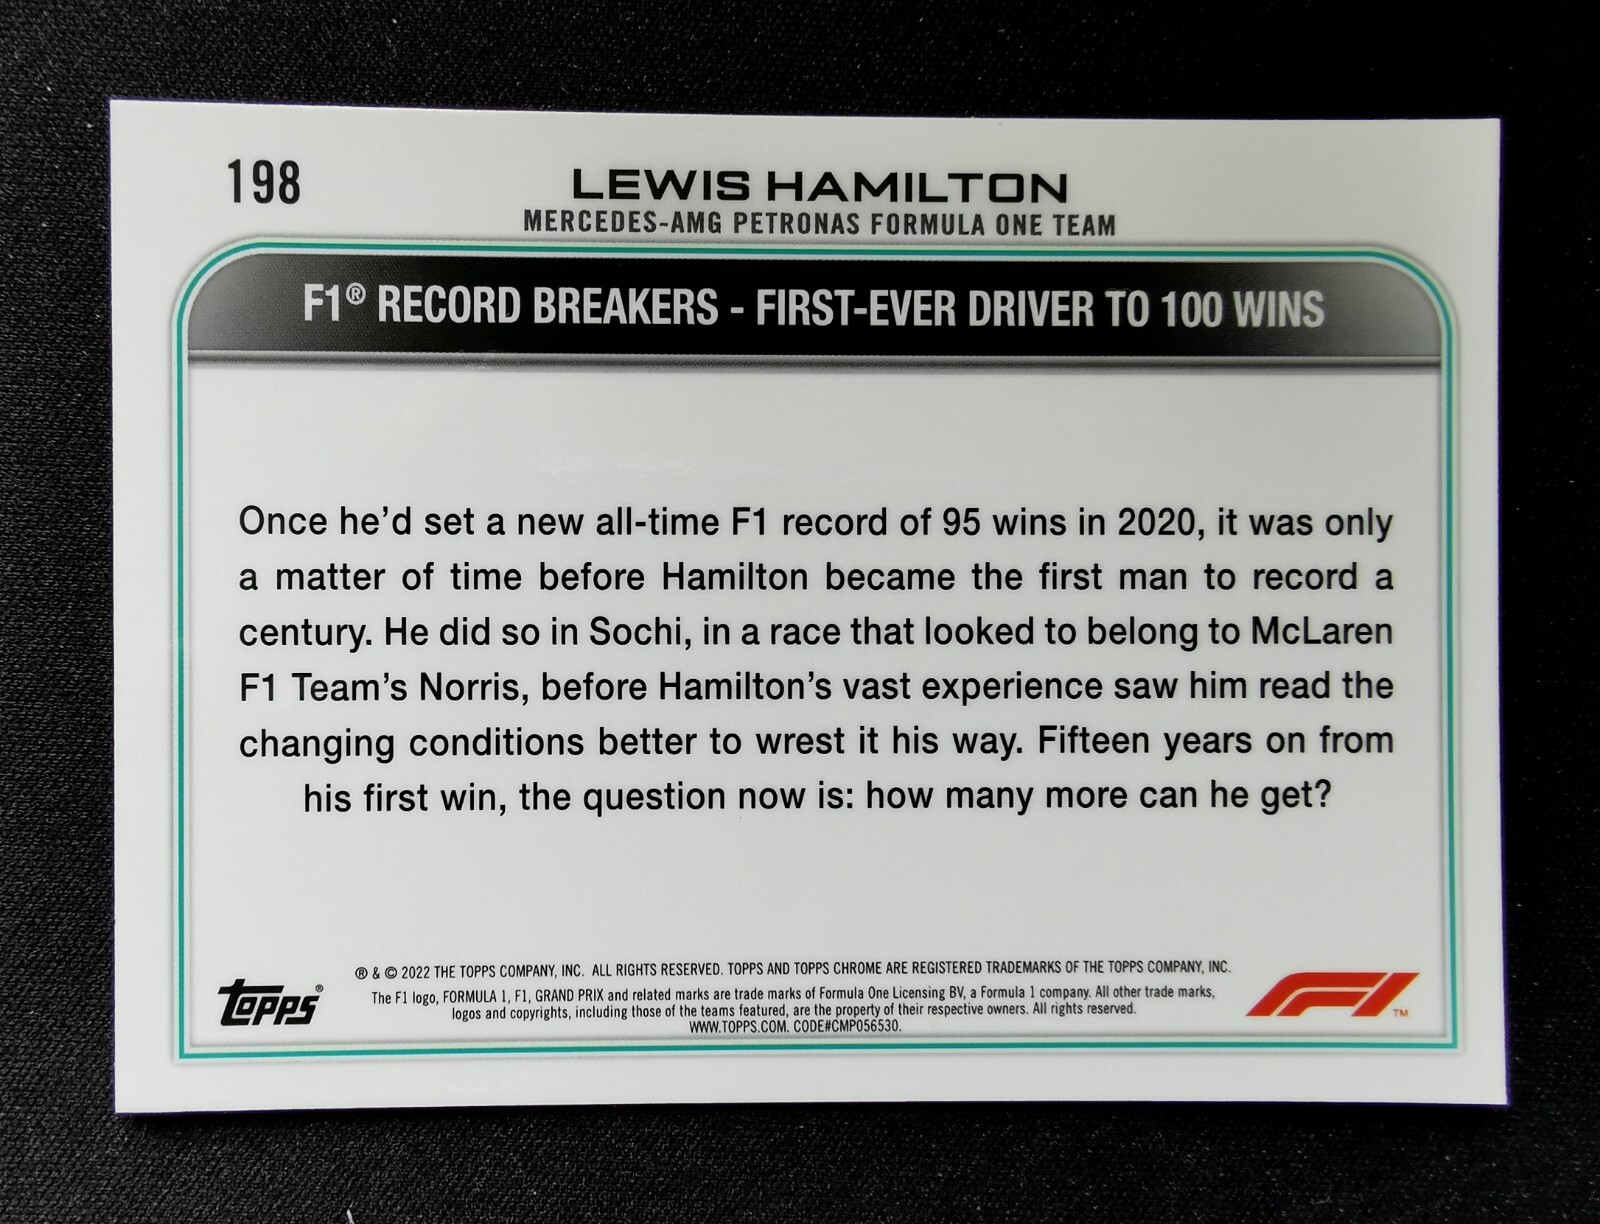 198
LEWIS HAMILTON
MERCEDES-AMG PETRONAS FORMULA ONE TEAM
F1® RECORD BREAKERS - FIRST-EVER DRIVER TO 100 WINS
Once he’d set a new all-time F1 record of 95 wins in 2020, it was only
a matter of time before Hamilton became the first man to record a
century. He did so in Sochi, in a race that looked to belong to McLaren
F1 Team’s Norris, before Hamilton’s vast experience saw him read the
changing conditions better to wrest it his way. Fifteen years on from
his first win, the question now is: how many more can he get?
® & © 2022 THE TOPPS COMPANY, INC. ALL RIGHTS RESERVED. TOPPS AND TOPPS CHROME ARE REGISTERED TRADEMARKS OF THE TOPPS COMPANY, INC.
The F1 logo, FORMULA 1, F1, GRAND PRIX and related marks are trade marks of Formula One Licensing BV, a Formula 1 company. All other trade marks,
logos and copyrights, including those of the teams featured, are the property of their respective owners. All rights reserved.
WWW.TOPPS.COM. CODE#CMP056530.
topps®
F1™